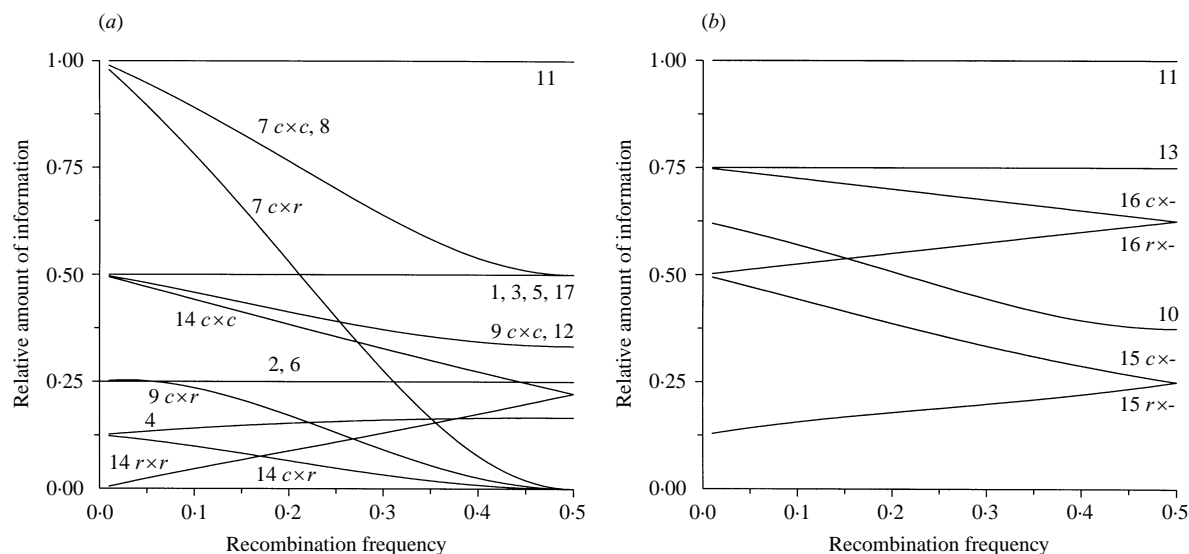 (a)
Relative amount of information
1·00
0·75
0·50
0·25
0·00
11
7 c×c, 8
7 c×r
1, 3, 5, 17
14 c×c
9 c×c, 12
2, 6
9 c×r
4
14 r×r
14 c×r
0·0
0·1
0·2
0·3
0·4
0·5
Recombination frequency
(b)
Relative amount of information
1·00
0·75
0·50
0·25
0·00
11
13
16 c×-
16 r×-
10
15 c×-
15 r×-
0·0
0·1
0·2
0·3
0·4
0·5
Recombination frequency